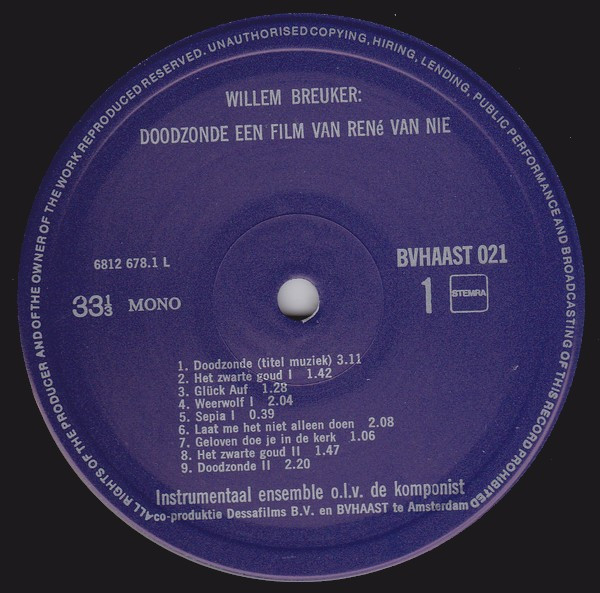 ALL RIGHTS OF THE PRODUCER AND OF THE OWNER OF THE WORK REPRODUCED RESERVED. UNAUTHORISED COPYING, HIRING, LENDING, PUBLIC PERFORMANCE AND BROADCASTING OF THIS RECORD PROHIBITED
WILLEM BREUKER:
DOODZONDE EEN FILM VAN RENé VAN NIE
6812 678.1 L
BVHAAST 021
33⅓ MONO
1 STEMRA
1. Doodzonde (titel muziek) 3.11
2. Het zwarte goud I 1.42
3. Glück Auf 1.28
4. Weerwolf I 2.04
5. Sepia I 0.39
6. Laat me het niet alleen doen 2.08
7. Geloven doe je in de kerk 1.06
8. Het zwarte goud II 1.47
9. Doodzonde II 2.20
Instrumentaal ensemble o.l.v. de komponist
co-produktie Dessafilms B.V. en BVHAAST te Amsterdam